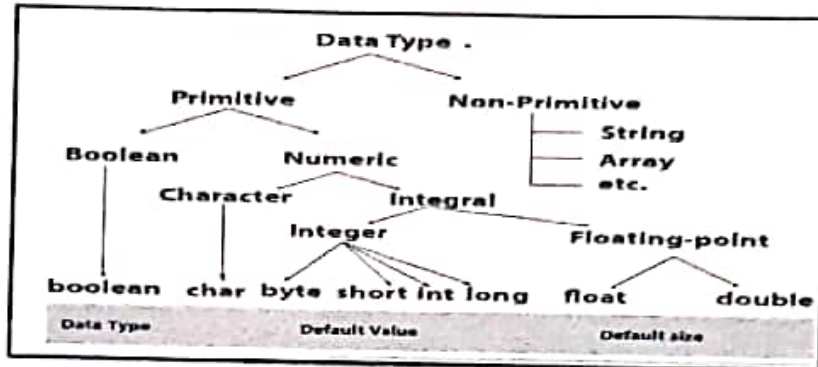 Data Type .
Primitive Non-Primitive
String
Boolean Numeric Array
etc.
Character Integral
Integer Floating-point
boolean char byte short int long float double
Data Type Default Value Default size